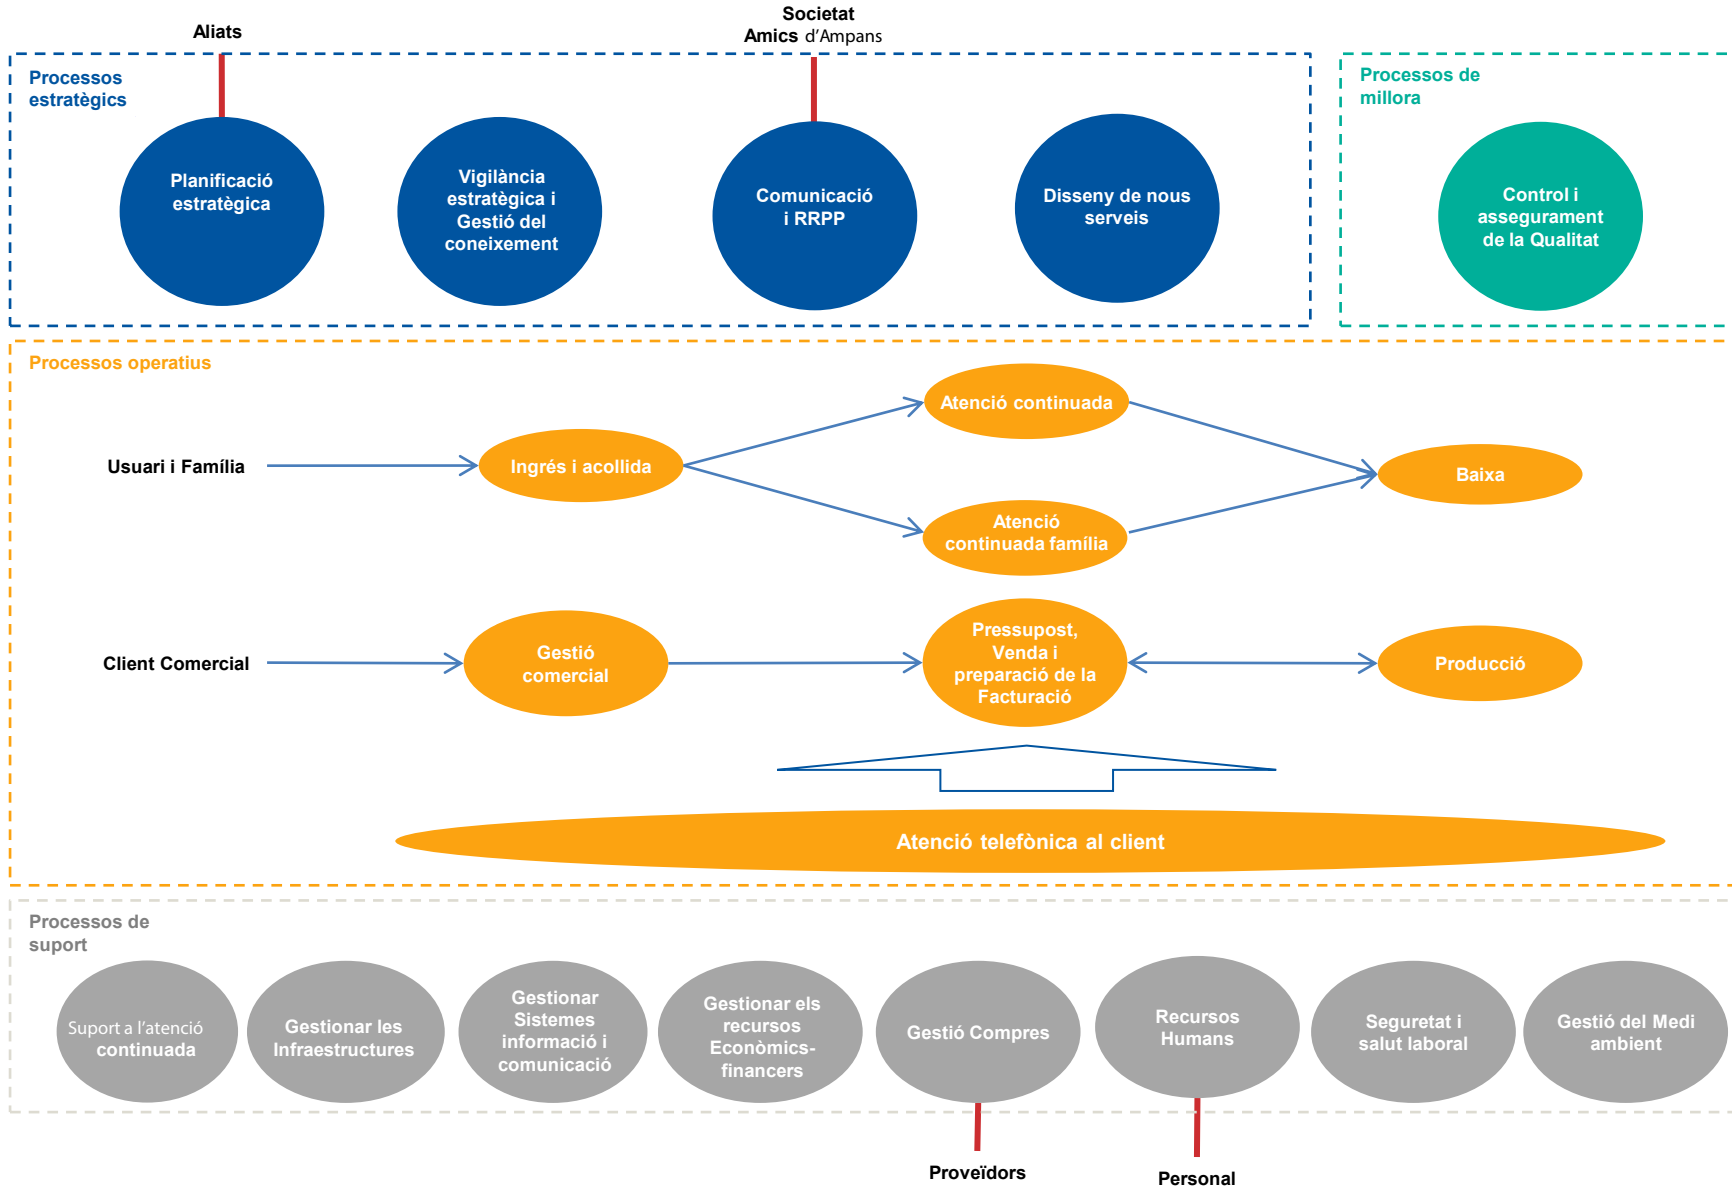 Aliats
Societat
Amics d'Ampans
Processos
estratègics
Planificació
estratègica
Vigilància
estratègica i
Gestió del
coneixement
Comunicació
i RRPP
Disseny de nous
serveis
Processos de
millora
Control i
assegurament
de la Qualitat
Processos operatius
Usuari i Família
Ingrés i acollida
Atenció continuada
Atenció
continuada família
Baixa
Client Comercial
Gestió
comercial
Pressupost,
Venda i
preparació de la
Facturació
Producció
Atenció telefònica al client
Processos de
suport
Suport a l'atenció
continuada
Gestionar les
Infraestructures
Gestionar
Sistemes
informació i
comunicació
Gestionar els
recursos
Econòmics-
financers
Gestió Compres
Recursos
Humans
Seguretat i
salut laboral
Gestió del Medi
ambient
Proveïdors
Personal